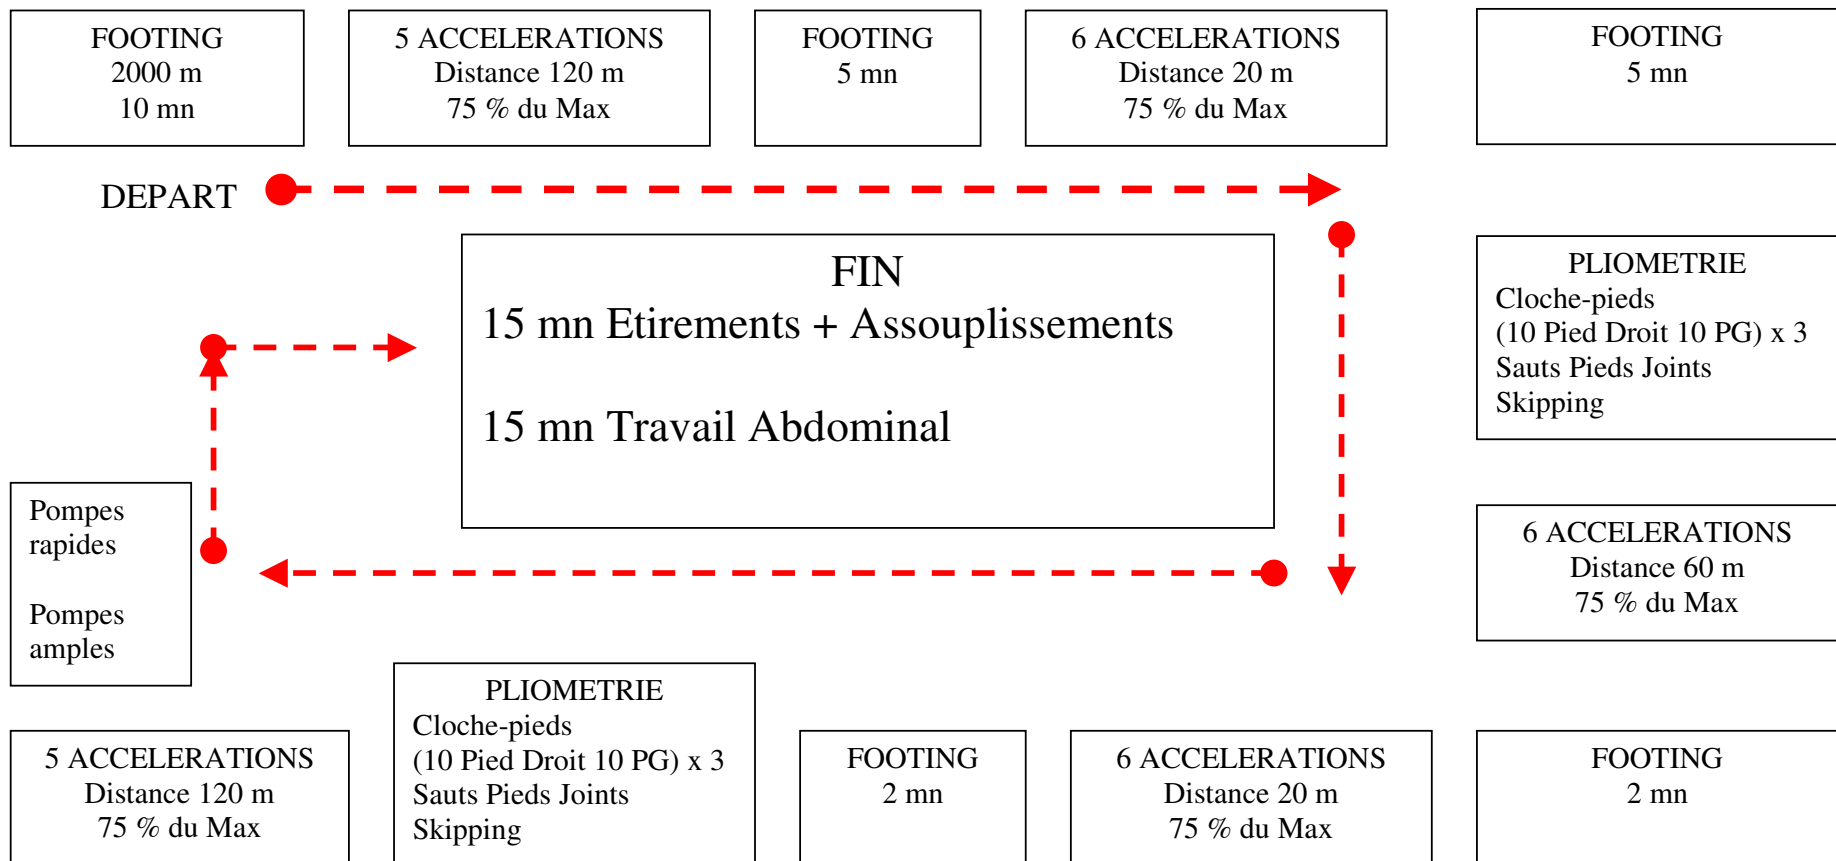 FOOTING
2000 m
10 mn
5 ACCELERATIONS
Distance 120 m
75 % du Max
FOOTING
5 mn
6 ACCELERATIONS
Distance 20 m
75 % du Max
FOOTING
5 mn
DEPART
FIN
15 mn Etirements + Assouplissements
15 mn Travail Abdominal
PLIOMETRIE
Cloche-pieds
(10 Pied Droit 10 PG) x 3
Sauts Pieds Joints
Skipping
6 ACCELERATIONS
Distance 60 m
75 % du Max
Pompes
rapides
Pompes
amples
5 ACCELERATIONS
Distance 120 m
75 % du Max
PLIOMETRIE
Cloche-pieds
(10 Pied Droit 10 PG) x 3
Sauts Pieds Joints
Skipping
FOOTING
2 mn
6 ACCELERATIONS
Distance 20 m
75 % du Max
FOOTING
2 mn